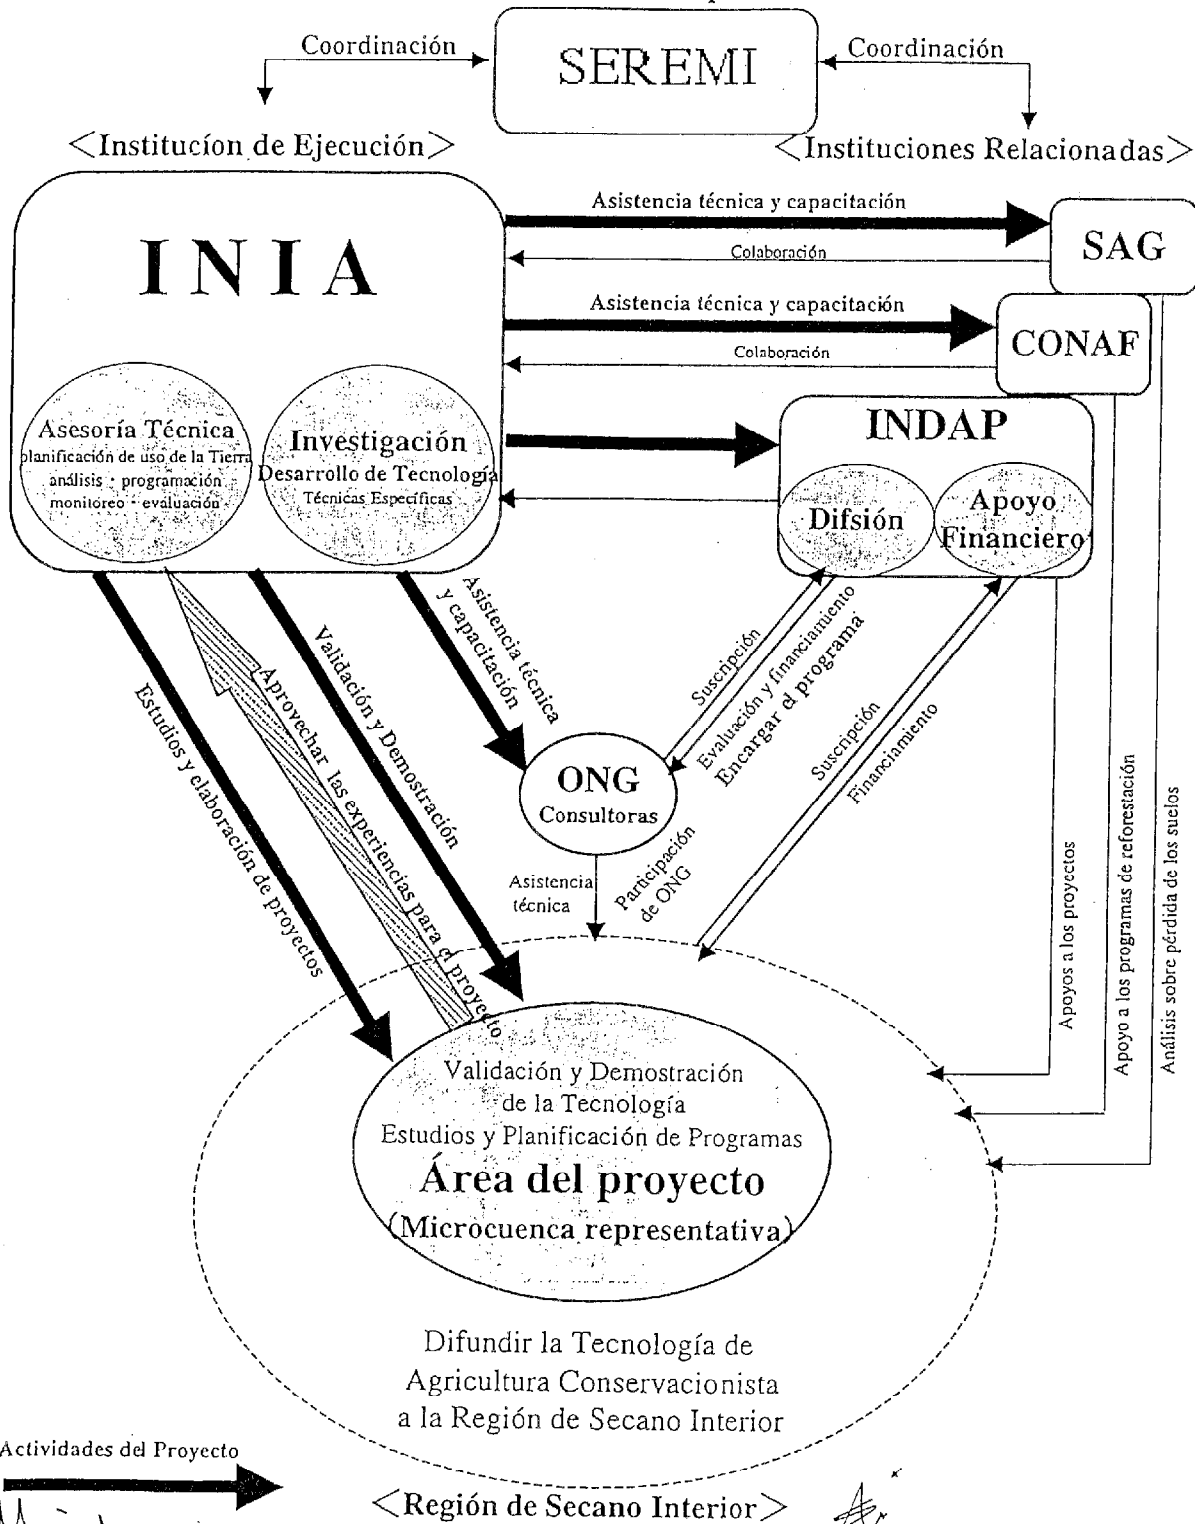 Coordinación
SEREMI
Coordinación
<Institucíon de Ejecución>
<Instituciones Relacionadas>
INIA
Asistencia técnica y capacitación
SAG
Colaboración
Asistencia técnica y capacitación
CONAF
Colaboración
Asesoría Técnica
planificación de uso de la Tierra
análisis · programación
monitoreo · evaluación
Investigación
Desarrollo de Tecnología
Técnicas Específicas
INDAP
Difsión
Apoyo
Financiero
Estudios y elaboración de proyectos
Aprovechar las experiencias para el proyecto
Validación y Demostración
Asistencia técnica
y capacitación
Suscripción
Evaluación y financiamiento
Encargar el programa
Suscripción
Financiamiento
ONG
Consultoras
Asistencia
técnica
Participación
de ONG
Apoyos a los proyectos
Apoyo a los programas de reforestación
Análisis sobre pérdida de los suelos
Validación y Demostración
de la Tecnología
Estudios y Planificación de Programas
Área del proyecto
(Microcuenca representativa)
Difundir la Tecnología de
Agricultura Conservacionista
a la Región de Secano Interior
Actividades del Proyecto
<Región de Secano Interior>